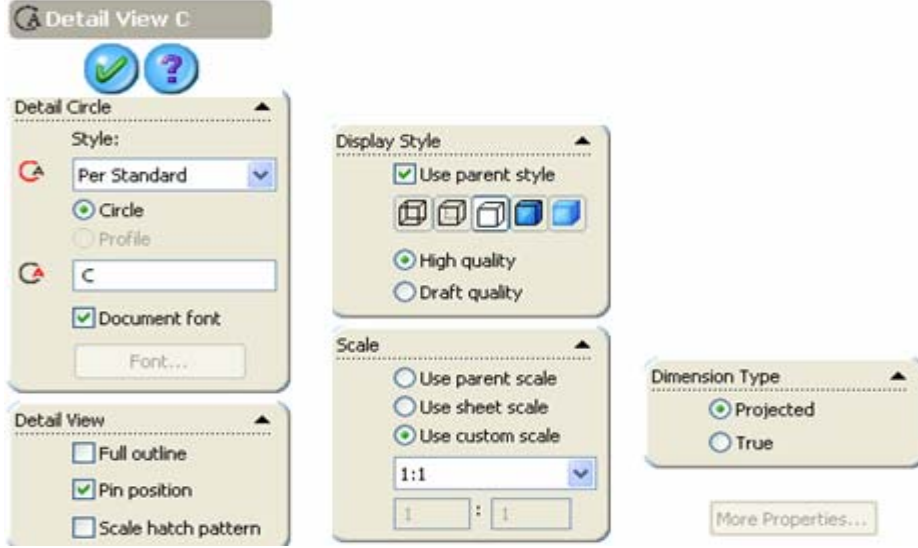 Detail View C
Detail Circle
Style:
Per Standard
Circle
Profile
C
Document font
Font...
Detail View
Full outline
Pin position
Scale hatch pattern
Display Style
Use parent style
High quality
Draft quality
Scale
Use parent scale
Use sheet scale
Use custom scale
1:1
1 : 1
Dimension Type
Projected
True
More Properties...